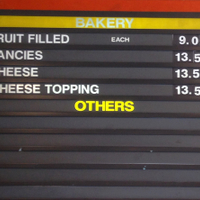 BAKERY
RUIT FILLED EACH 9.0
ANCIES 13.5
HEESE 13.5
HEESE TOPPING 13.5
OTHERS